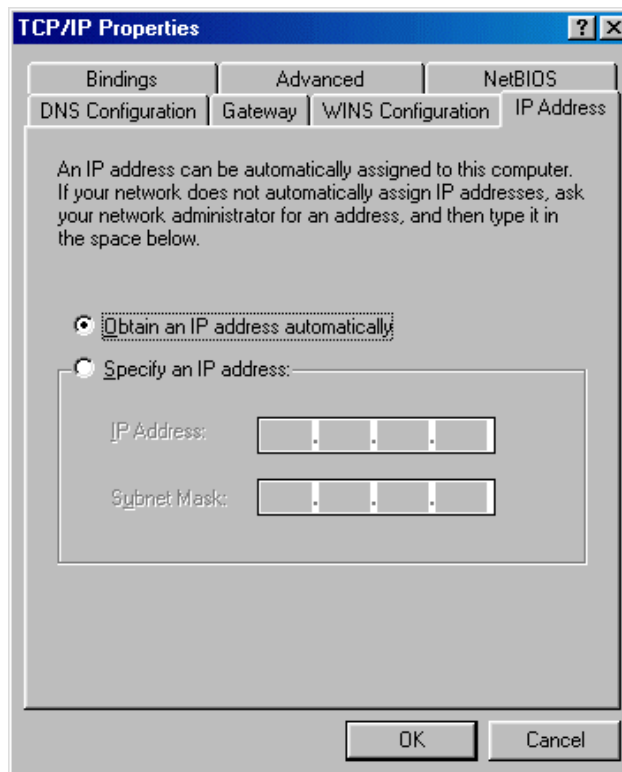 TCP/IP Properties
? X
Bindings Advanced NetBIOS
DNS Configuration Gateway WINS Configuration IP Address
An IP address can be automatically assigned to this computer.
If your network does not automatically assign IP addresses, ask
your network administrator for an address, and then type it in
the space below.
Obtain an IP address automatically
Specify an IP address:
IP Address: . . .
Subnet Mask: . . .
OK Cancel